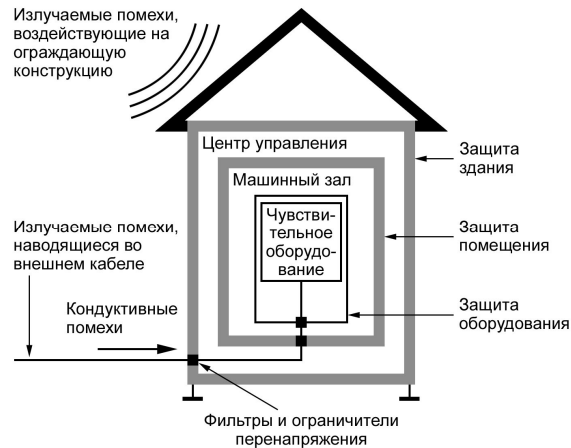 Излучаемые помехи,
воздействующие на
ограждающую
конструкцию
Центр управления
Защита
здания
Машинный зал
Чувстви-
тельное
оборудо-
вание
Излучаемые помехи,
наводящиеся во
внешнем кабеле
Защита
помещения
Кондуктивные
помехи
Защита
оборудования
Фильтры и ограничители
перенапряжения